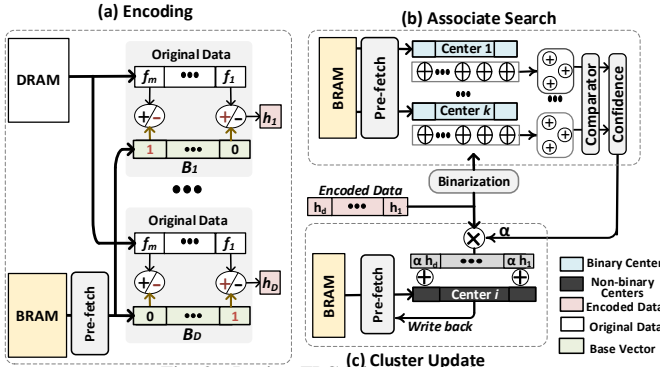 (a) Encoding
DRAM
Original Data
f_m ••• f_1
+/− +/−
h_1
1 ••• 0
B_1
•••
Original Data
f_m ••• f_1
+/− +/−
h_D
0 ••• 1
B_D
BRAM
Pre-fetch
(b) Associate Search
BRAM
Pre-fetch
Center 1
•••
•••
Center k
•••
•••
Comparator
Confidence
Binarization
Encoded Data
h_d ••• h_1
α
α h_d ••• α h_1
BRAM
Pre-fetch
Center i
Write back
(c) Cluster Update
Binary Center
Non-binary
Centers
Encoded Data
Original Data
Base Vector